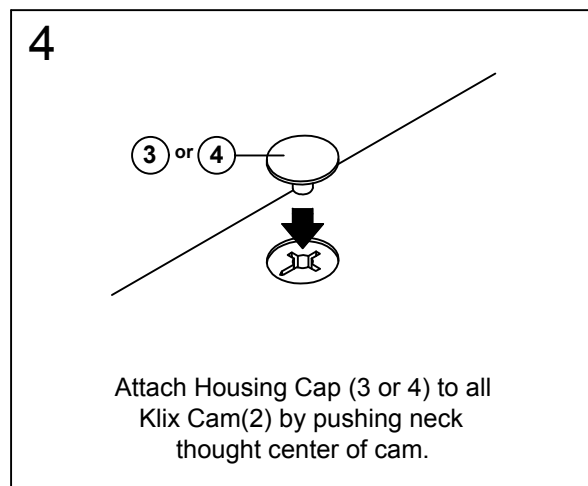 4
3 or 4
Attach Housing Cap (3 or 4) to all
Klix Cam(2) by pushing neck
thought center of cam.